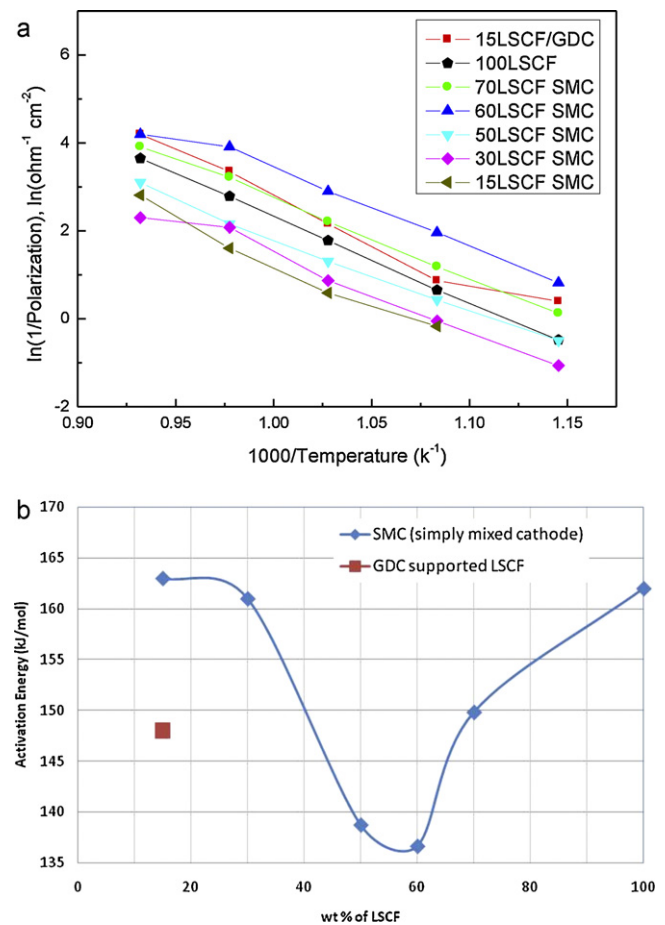 a
15LSCF/GDC
100LSCF
70LSCF SMC
60LSCF SMC
50LSCF SMC
30LSCF SMC
15LSCF SMC
6
4
2
0
-2
ln(1/Polarization), ln(ohm⁻¹ cm⁻²)
0.90 0.95 1.00 1.05 1.10 1.15
1000/Temperature (k⁻¹)
b
170
165
160
155
150
145
140
135
Activation Energy (kJ/mol)
SMC (simply mixed cathode)
GDC supported LSCF
0 20 40 60 80 100
wt % of LSCF